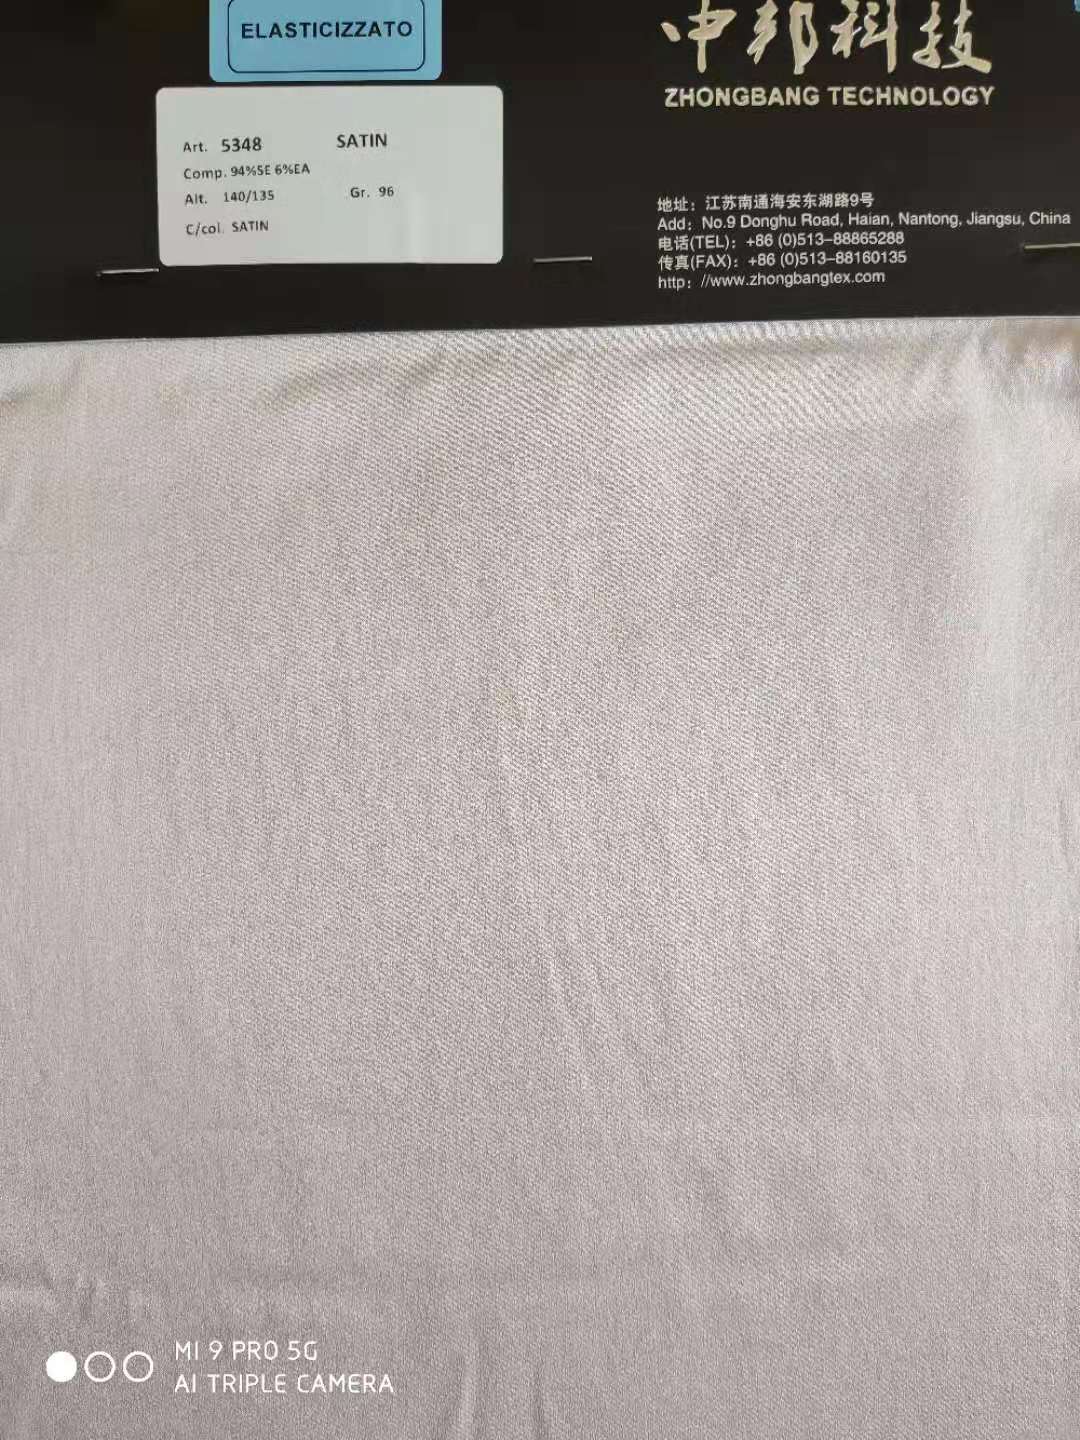 ELASTICIZZATO
中邦科技
ZHONGBANG TECHNOLOGY
Art. 5348 SATIN
Comp. 94%SE 6%EA
Alt. 140/135 Gr. 96
C/col. SATIN
地址：江苏南通海安东湖路9号
Add：No.9 Donghu Road, Haian, Nantong, Jiangsu, China
电话(TEL)：+86 (0)513-88865288
传真(FAX)：+86 (0)513-88160135
http：//www.zhongbangtex.com
MI 9 PRO 5G
AI TRIPLE CAMERA